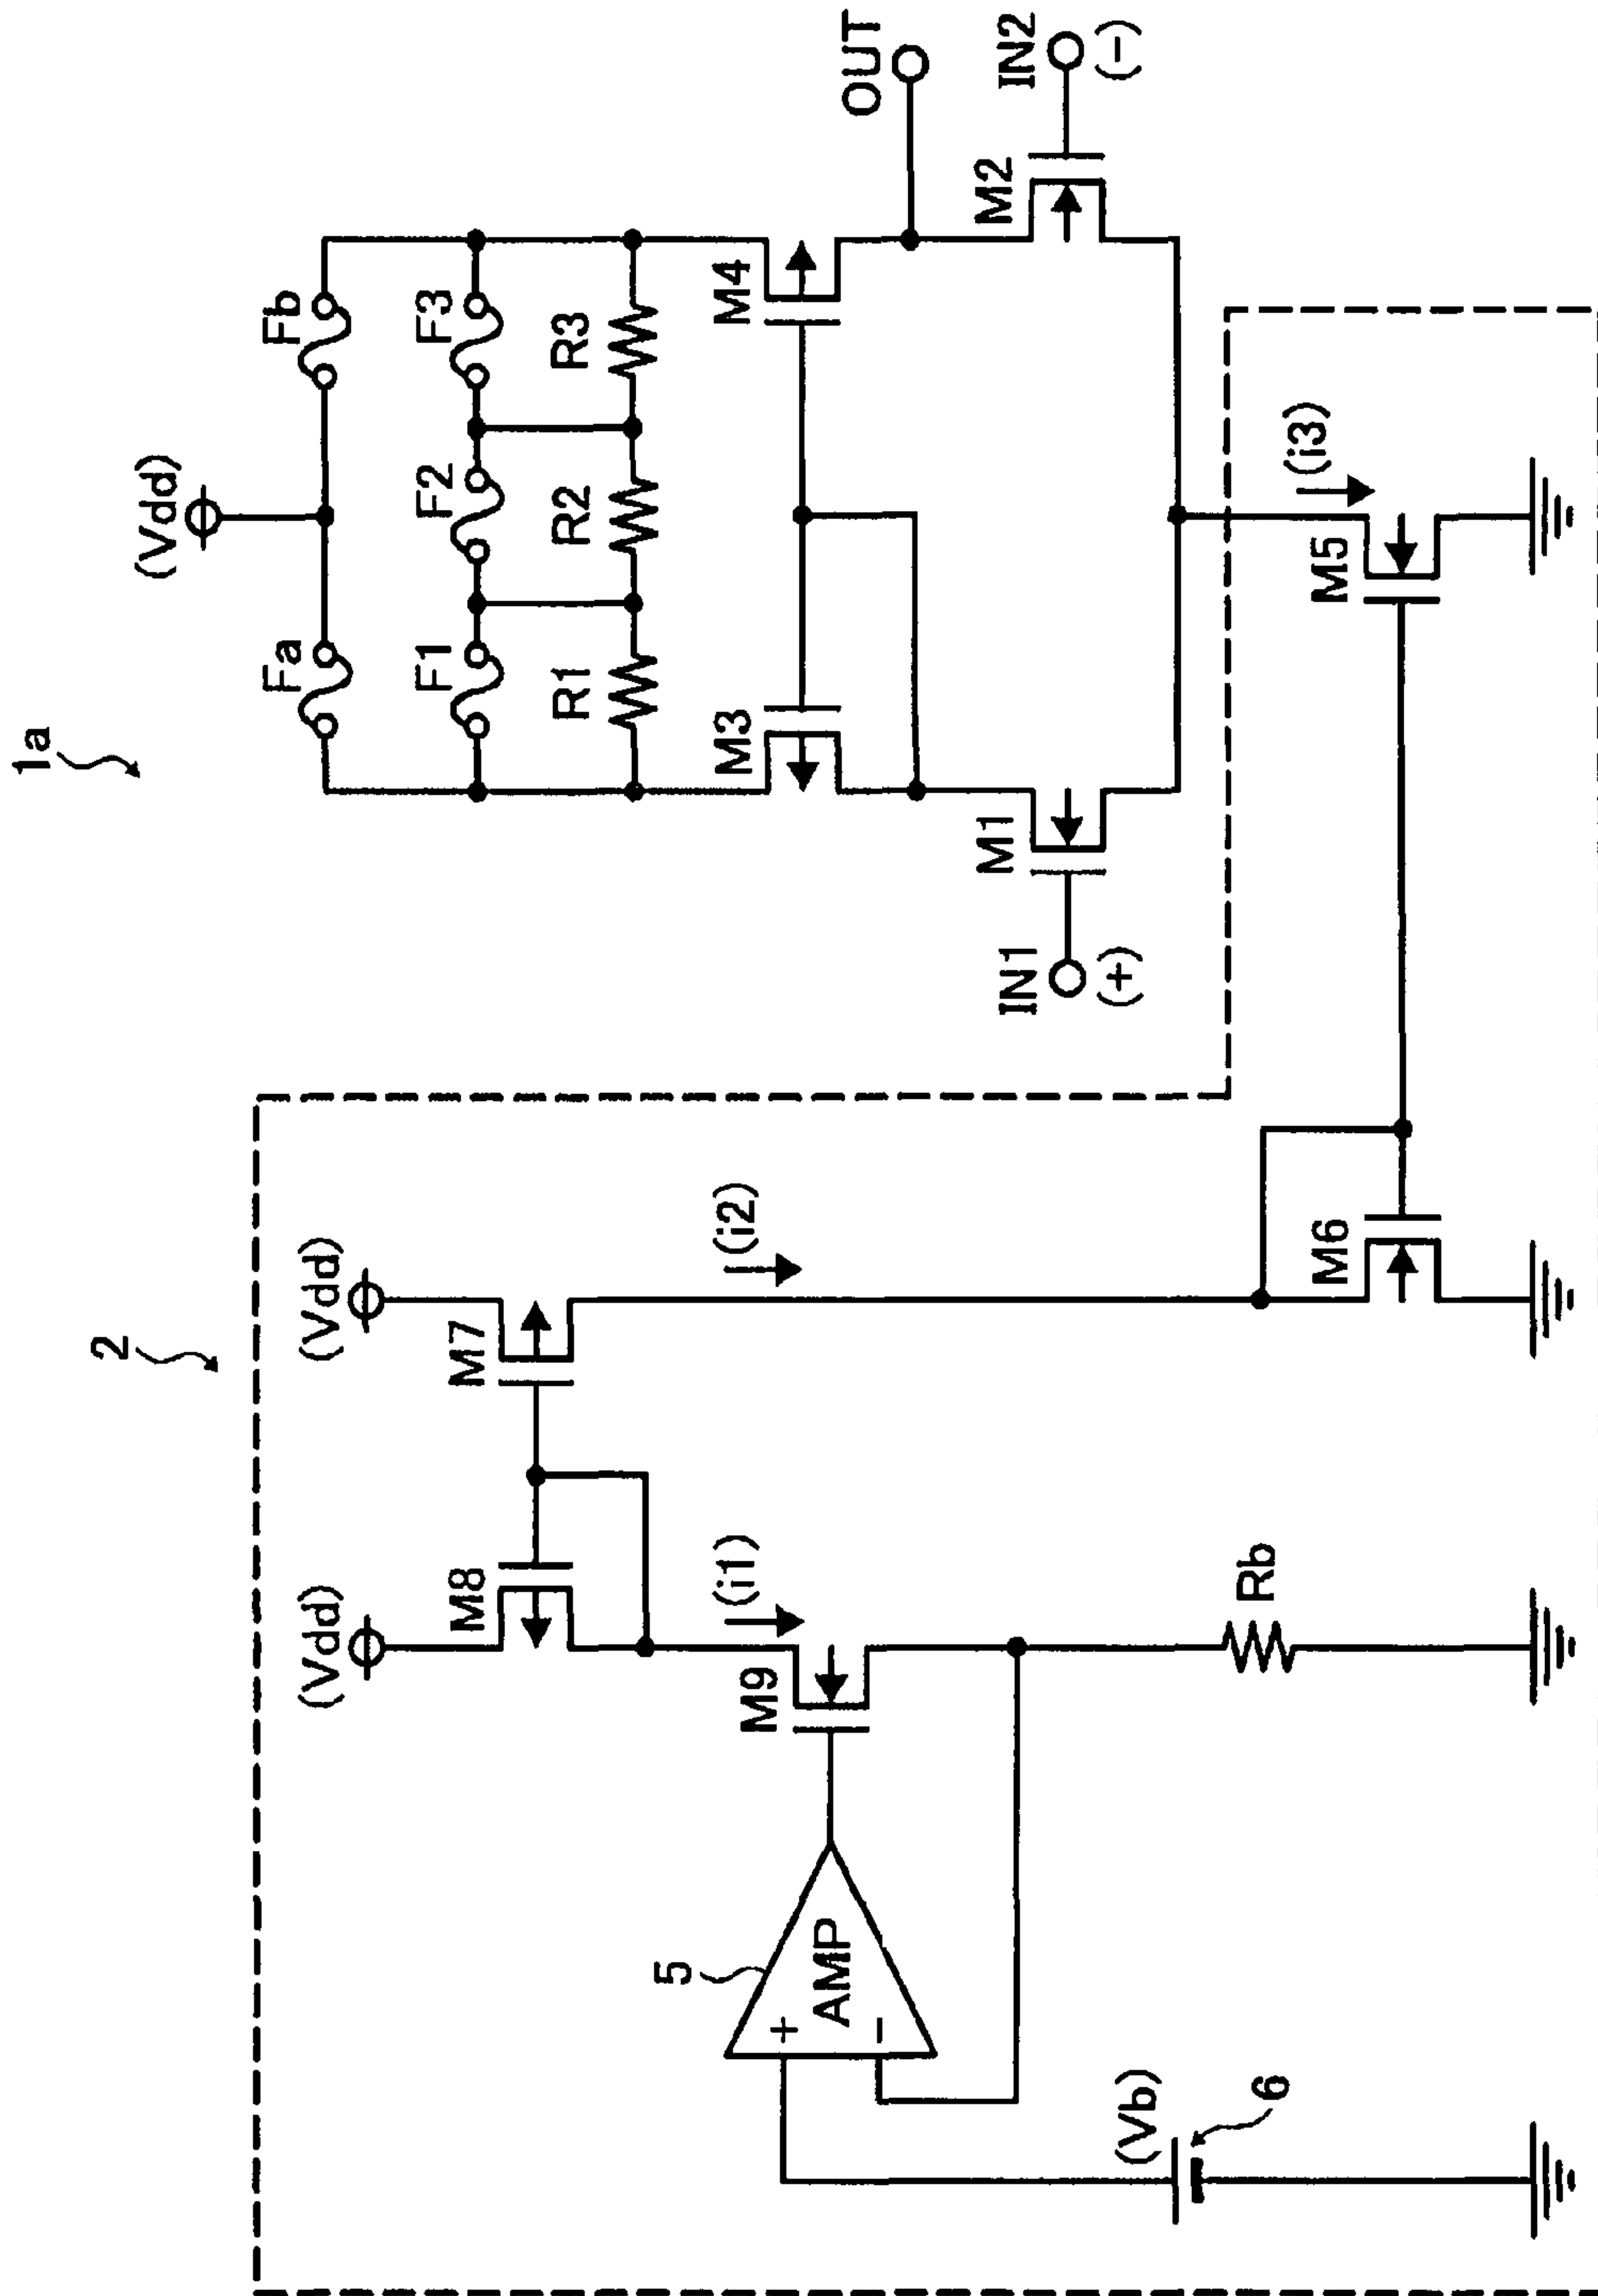 1a
(Vdd)
Fa
Fb
F1
F2
F3
R1
R2
R3
M3
M4
OUT
M1
M2
IN1
(+)
IN2
(-)
2
(Vdd)
(Vdd)
M8
M7
(i1)
(i2)
M9
5
AMP
+
-
(Vb)
6
Rb
M6
M5
(i3)